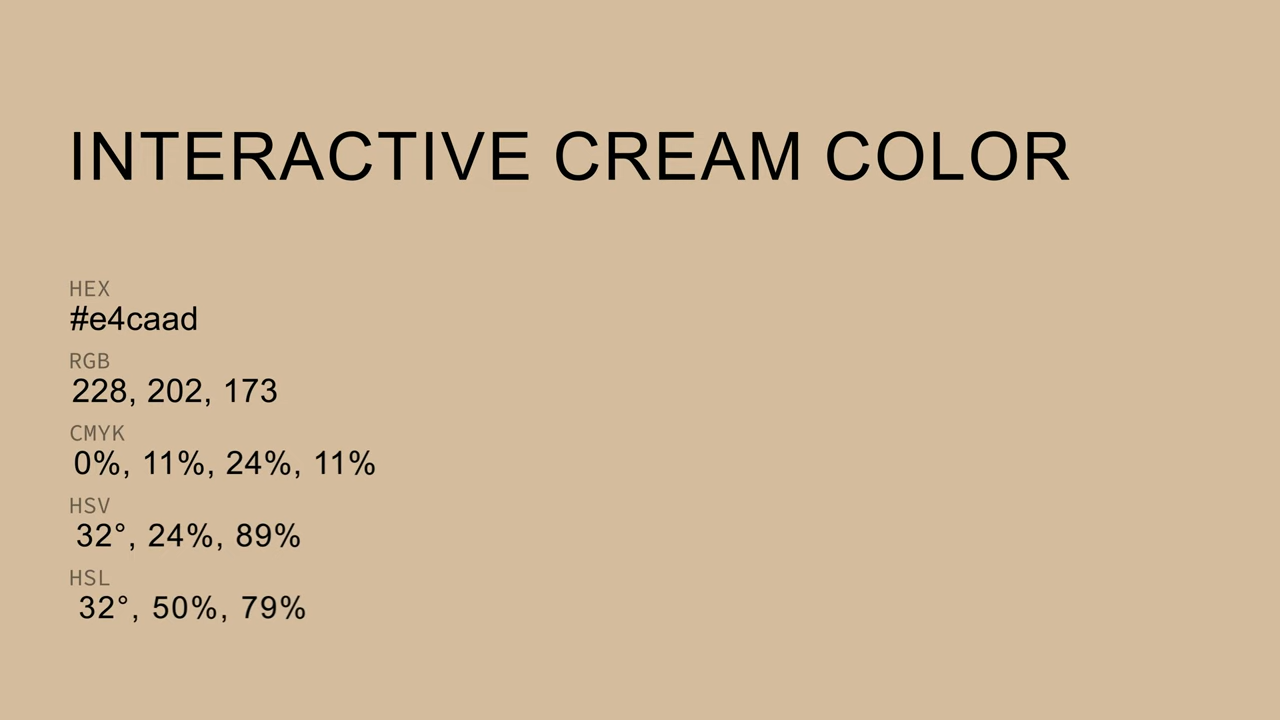 INTERACTIVE CREAM COLOR
HEX
#e4caad
RGB
228, 202, 173
CMYK
0%, 11%, 24%, 11%
HSV
32°, 24%, 89%
HSL
32°, 50%, 79%